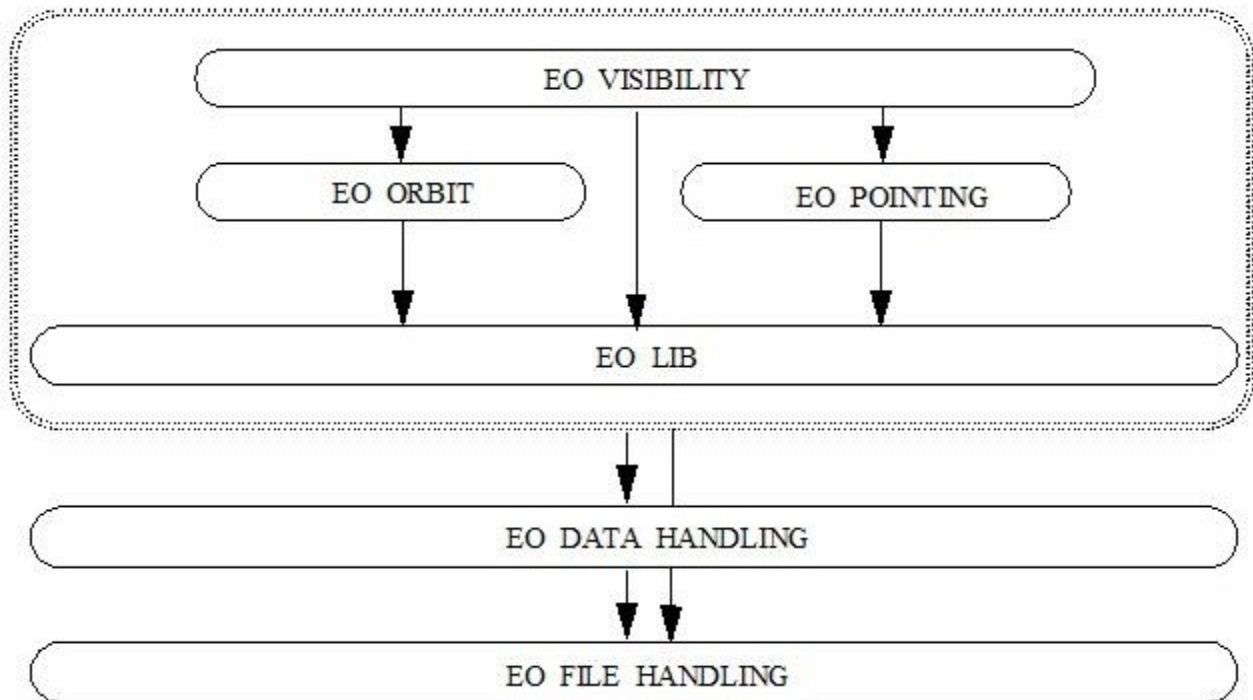 EO VISIBILITY
EO ORBIT
EO POINTING
EO LIB
EO DATA HANDLING
EO FILE HANDLING